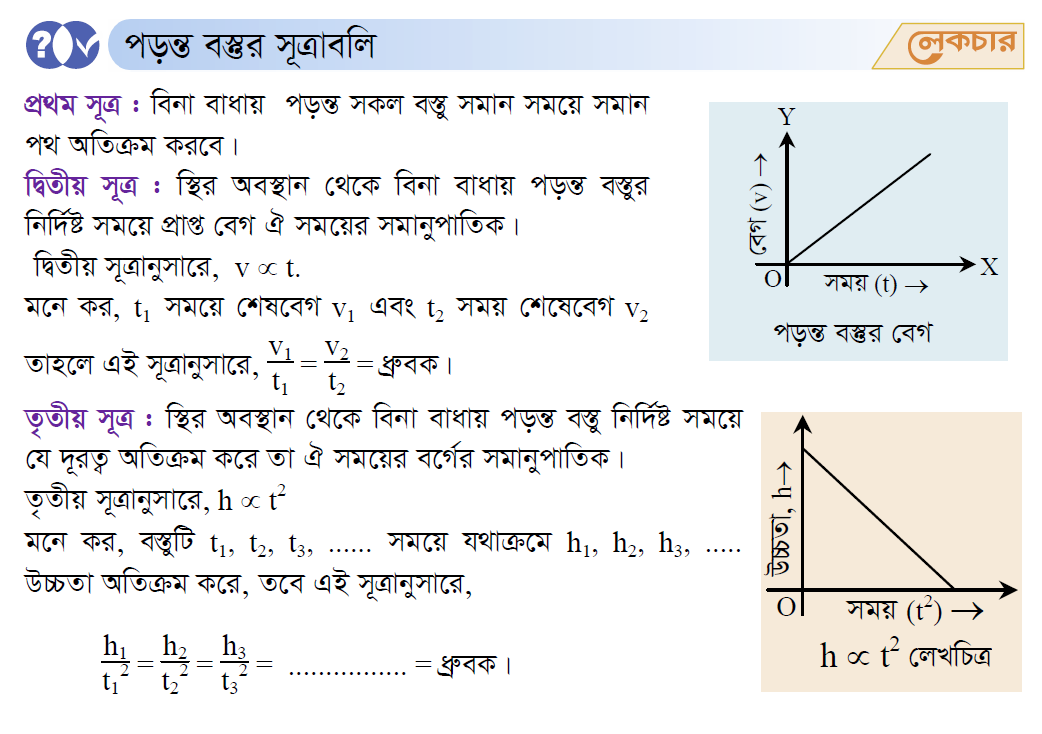 পড়ন্ত বস্তুর সূত্রাবলি
লেকচার
প্রথম সূত্র : বিনা বাধায় পড়ন্ত সকল বস্তু সমান সময়ে সমান
পথ অতিক্রম করবে।
দ্বিতীয় সূত্র : স্থির অবস্থান থেকে বিনা বাধায় পড়ন্ত বস্তুর
নির্দিষ্ট সময়ে প্রাপ্ত বেগ ঐ সময়ের সমানুপাতিক।
দ্বিতীয় সূত্রানুসারে, v ∝ t.
মনে কর, t₁ সময়ে শেষবেগ v₁ এবং t₂ সময় শেষেবেগ v₂
তাহলে এই সূত্রানুসারে, v₁/t₁ = v₂/t₂ = ধ্রুবক।
Y
বেগ (v) →
O
সময় (t) →
X
পড়ন্ত বস্তুর বেগ
তৃতীয় সূত্র : স্থির অবস্থান থেকে বিনা বাধায় পড়ন্ত বস্তু নির্দিষ্ট সময়ে
যে দূরত্ব অতিক্রম করে তা ঐ সময়ের বর্গের সমানুপাতিক।
তৃতীয় সূত্রানুসারে, h ∝ t²
মনে কর, বস্তুটি t₁, t₂, t₃, ...... সময়ে যথাক্রমে h₁, h₂, h₃, .....
উচ্চতা অতিক্রম করে, তবে এই সূত্রানুসারে,
h₁/t₁² = h₂/t₂² = h₃/t₃² = ................ = ধ্রুবক।
উচ্চতা, h→
O
সময় (t²) →
h ∝ t² লেখচিত্র